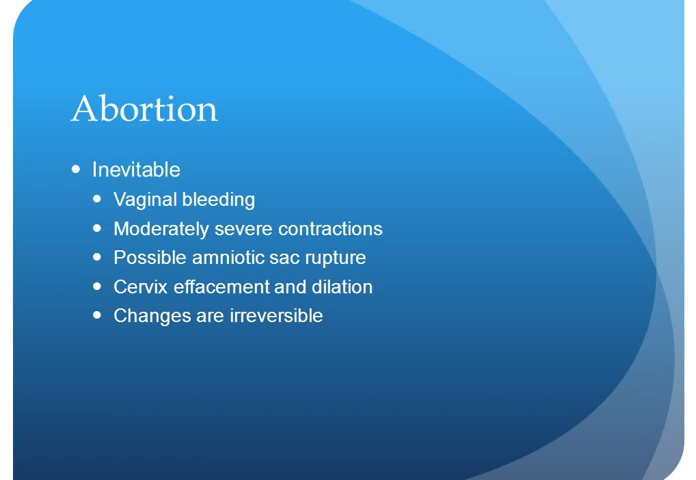 Abortion
• Inevitable
• Vaginal bleeding
• Moderately severe contractions
• Possible amniotic sac rupture
• Cervix effacement and dilation
• Changes are irreversible